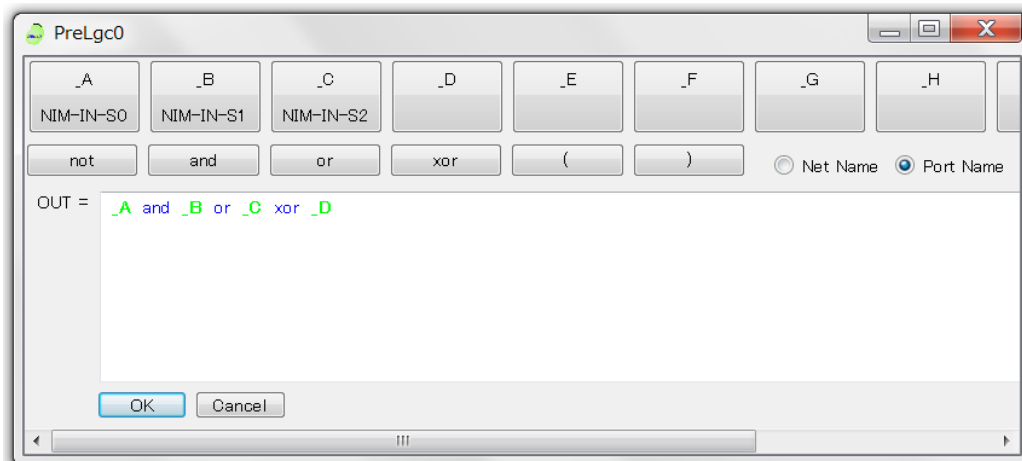 PreLgc0
_A _B _C _D _E _F _G _H
NIM-IN-S0 NIM-IN-S1 NIM-IN-S2
not and or xor ( ) Net Name Port Name
OUT = _A and _B or _C xor _D
OK Cancel